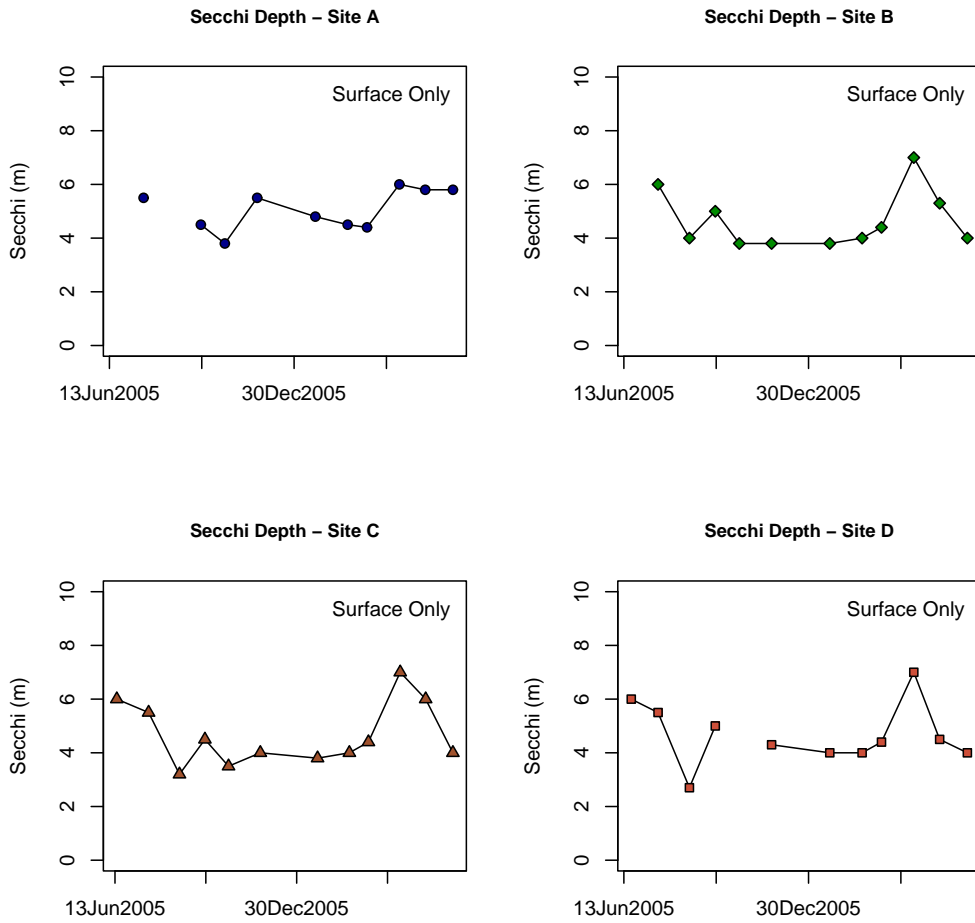 Secchi Depth – Site A
Surface Only
Secchi (m)
10
8
6
4
2
0
13Jun2005 30Dec2005
Secchi Depth – Site B
Surface Only
Secchi (m)
10
8
6
4
2
0
13Jun2005 30Dec2005
Secchi Depth – Site C
Surface Only
Secchi (m)
10
8
6
4
2
0
13Jun2005 30Dec2005
Secchi Depth – Site D
Surface Only
Secchi (m)
10
8
6
4
2
0
13Jun2005 30Dec2005